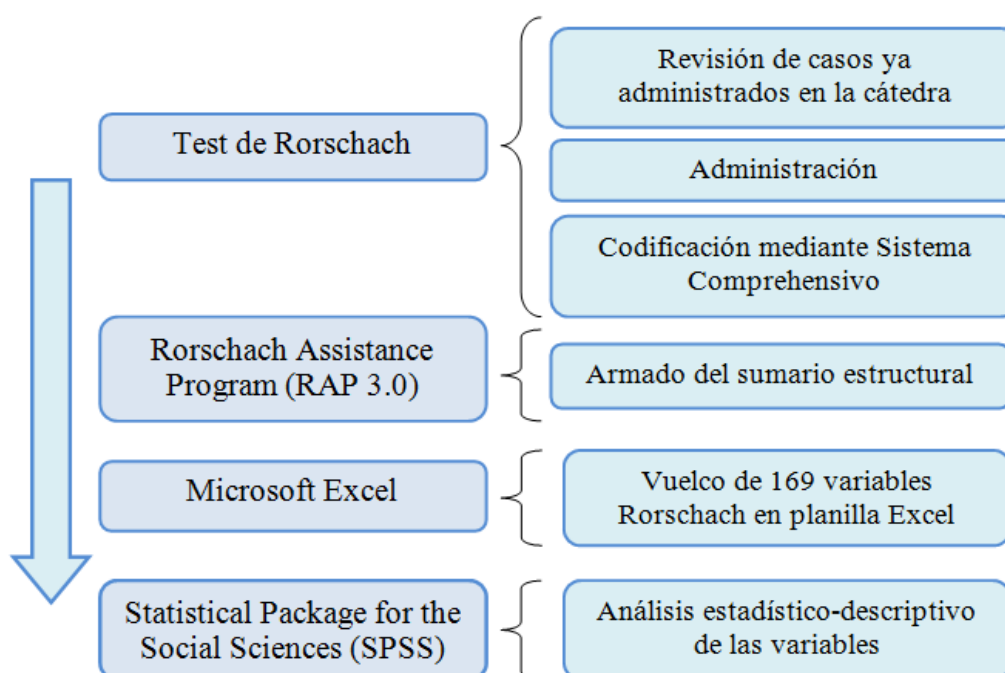 Test de Rorschach
Revisión de casos ya
administrados en la cátedra
Administración
Codificación mediante Sistema
Comprehensivo
Rorschach Assistance
Program (RAP 3.0)
Armado del sumario estructural
Microsoft Excel
Vuelco de 169 variables
Rorschach en planilla Excel
Statistical Package for the
Social Sciences (SPSS)
Análisis estadístico-descriptivo
de las variables